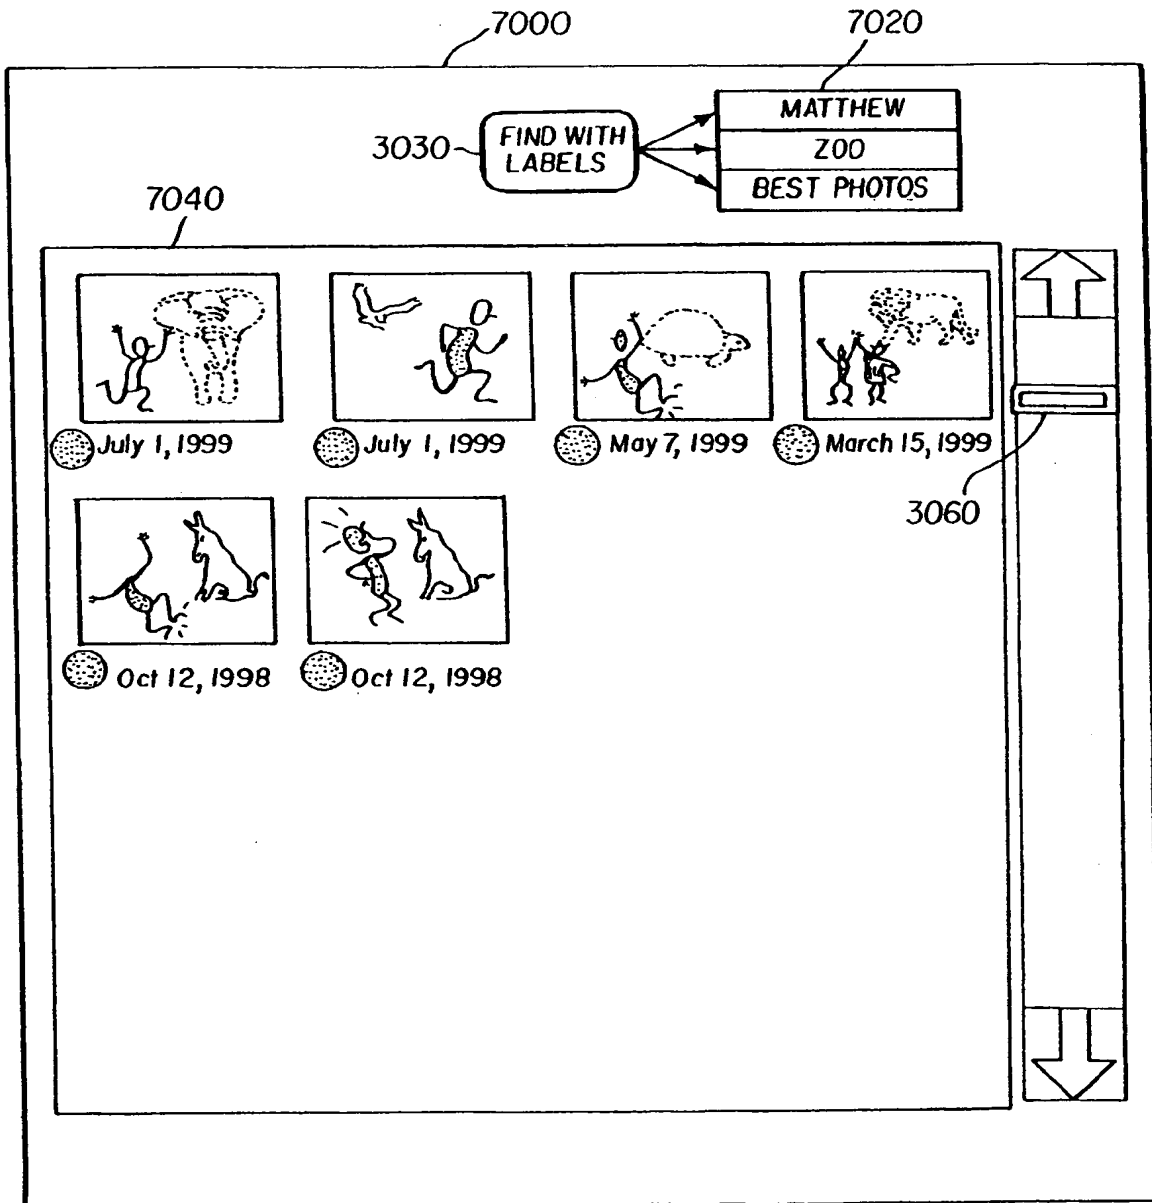 7000
7020
MATTHEW
3030
FIND WITH
LABELS
ZOO
BEST PHOTOS
7040
July 1, 1999
July 1, 1999
May 7, 1999
March 15, 1999
3060
Oct 12, 1998
Oct 12, 1998